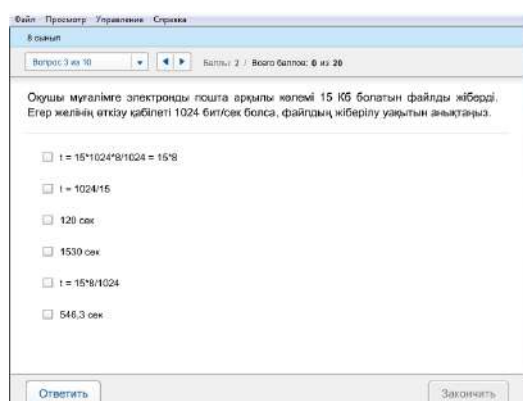 Файл Просмотр Управление Справка
8 сынып
Вопрос 3 из 10
Баллы: 2 / Всего баллов: 0 из 20
Оқушы мұғалімге электронды пошта арқылы көлемі 15 Кб болатын файлды жіберді.
Егер желінің өткізу қабілеті 1024 бит/сек болса, файлдың жіберілу уақытын анықтаңыз.
t = 15*1024*8/1024 = 15*8
t = 1024/15
120 сек
1530 сек
t = 15*8/1024
546,3 сек
Ответить
Закончить